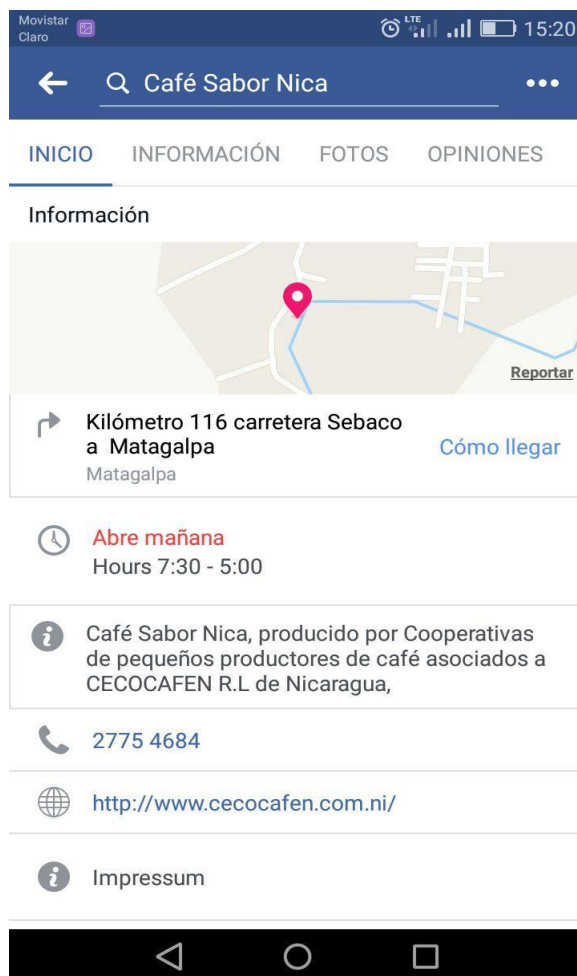 Movistar
Claro
LTE
15:20
Café Sabor Nica
INICIO INFORMACIÓN FOTOS OPINIONES
Información
Reportar
Kilómetro 116 carretera Sebaco
a Matagalpa
Cómo llegar
Matagalpa
Abre mañana
Hours 7:30 - 5:00
Café Sabor Nica, producido por Cooperativas
de pequeños productores de café asociados a
CECOCAFEN R.L de Nicaragua,
2775 4684
http://www.cecocafen.com.ni/
Impressum